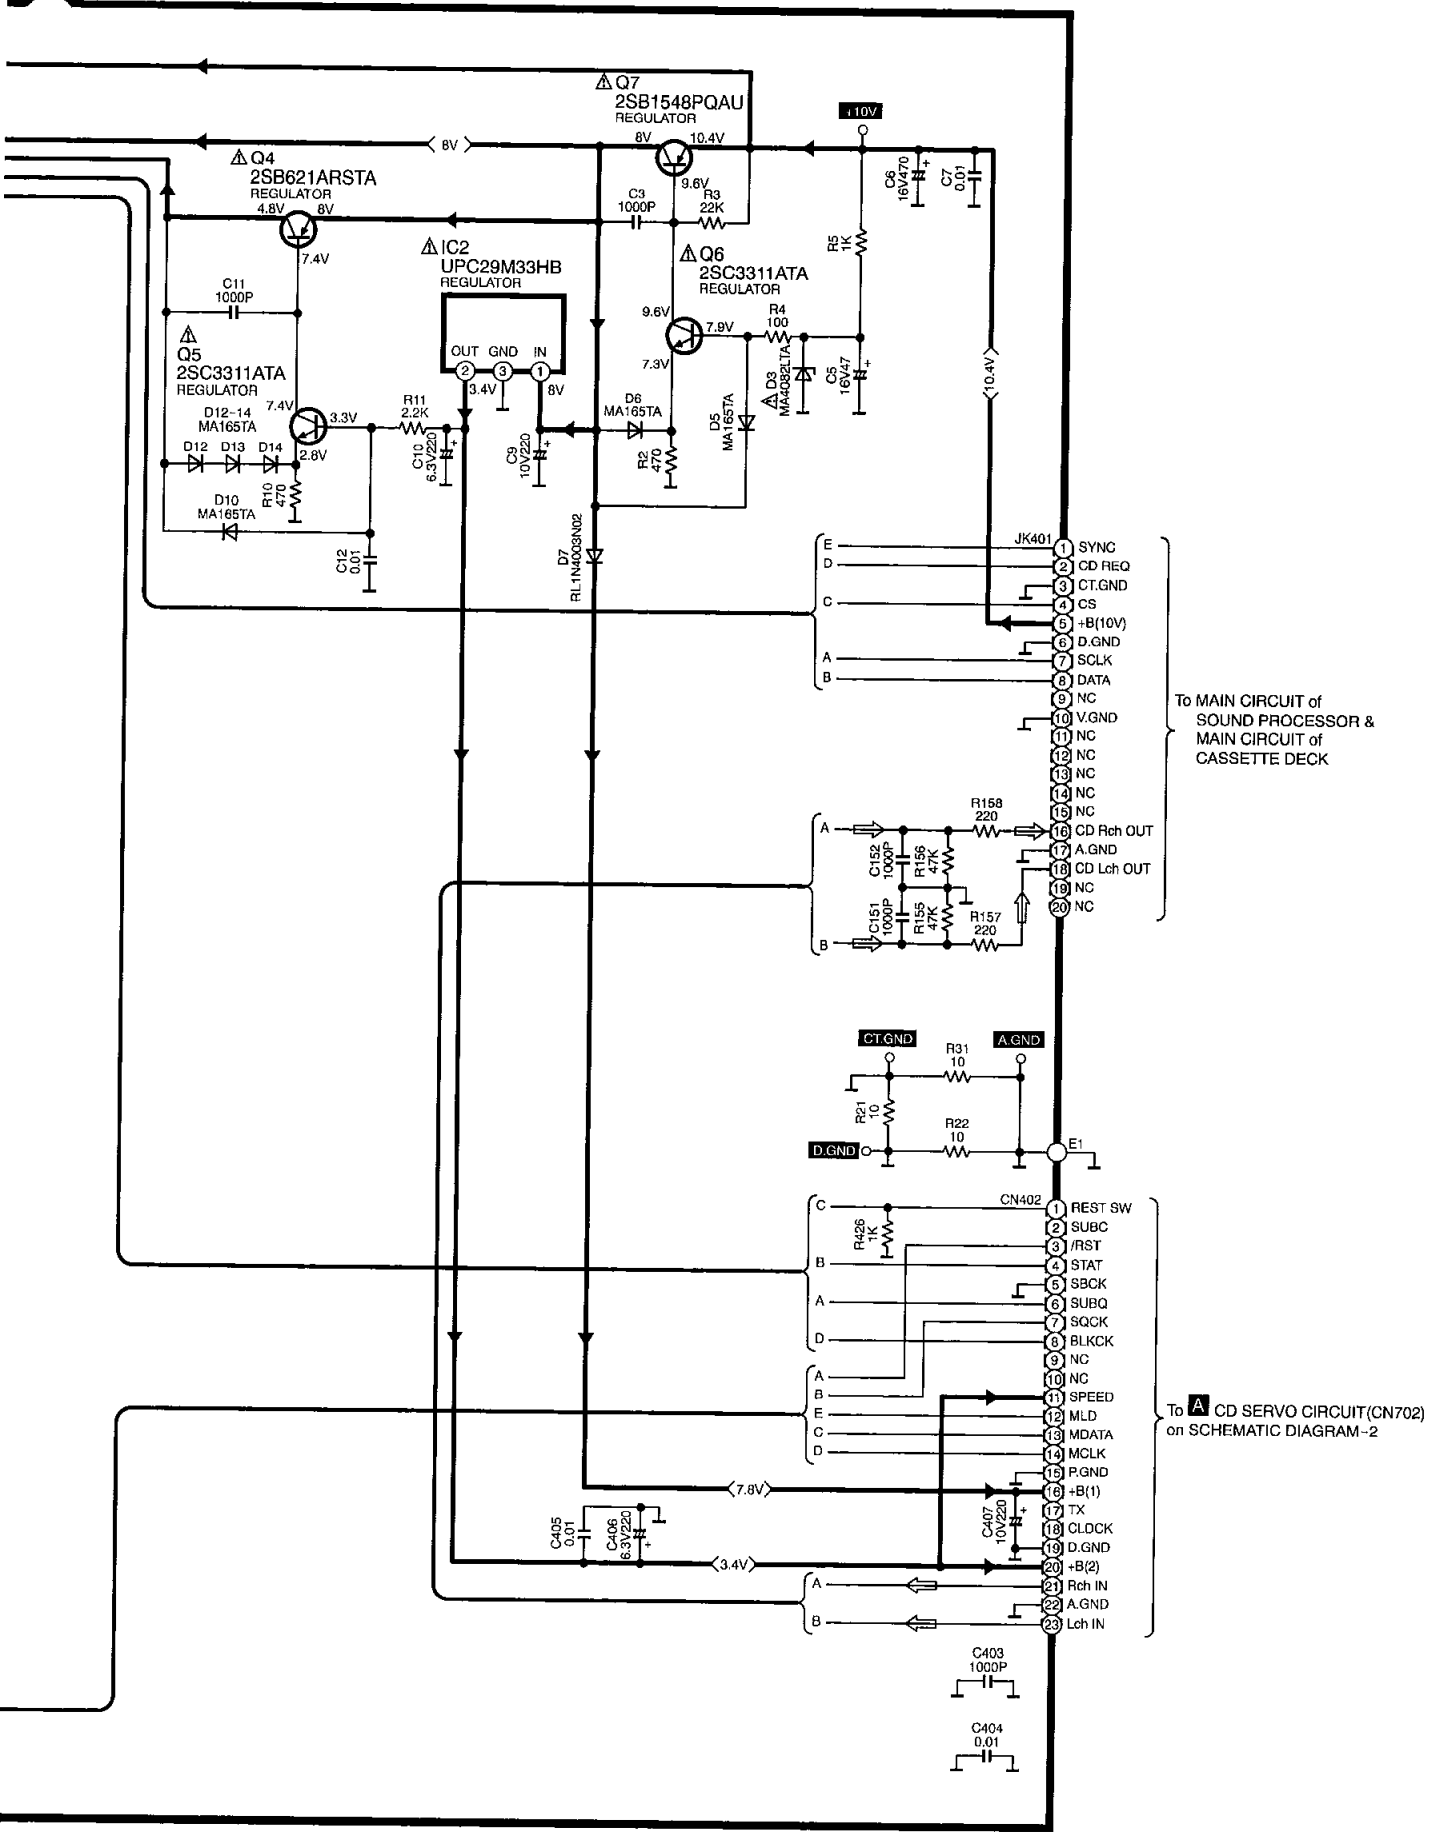 ⚠ Q7
2SB1548PQAU
REGULATOR
8V
10.4V
9.6V
+10V
8V
⚠ Q4
2SB621ARSTA
REGULATOR
4.8V
8V
7.4V
C3
1000P
R3
22K
C6
16V470
+
C7
0.01
R5
1K
⚠ IC2
UPC29M33HB
REGULATOR
⚠ Q6
2SC3311ATA
REGULATOR
C11
1000P
9.6V
7.9V
7.3V
R4
100
⚠
Q5
2SC3311ATA
REGULATOR
OUT GND IN
2 3 1
3.4V
8V
⚠ D3
MA4082LTA
C5
16V47
+
10.4V
D12-14
MA165TA
7.4V
3.3V
2.8V
R11
2.2K
D6
MA165TA
D5
MA165TA
D12 D13 D14
R10
470
C10
6.3V220
+
C9
10V220
+
R2
470
D10
MA165TA
C12
0.01
D7
RL1N4003N02
JK401
E 1 SYNC
D 2 CD REQ
3 CT.GND
C 4 CS
5 +B(10V)
6 D.GND
A 7 SCLK
B 8 DATA
9 NC
10 V.GND
11 NC
12 NC
13 NC
14 NC
15 NC
16 CD Rch OUT
17 A.GND
18 CD Lch OUT
19 NC
20 NC
To MAIN CIRCUIT of
SOUND PROCESSOR &
MAIN CIRCUIT of
CASSETTE DECK
A
R158
220
C152
1000P
R156
47K
C151
1000P
R155
47K
R157
220
B
CT.GND
A.GND
R31
10
R21
10
R22
10
D.GND
E1
CN402
C 1 REST SW
2 SUBC
R426
1K
3 /RST
B 4 STAT
5 SBCK
A 6 SUBQ
7 SQCK
D 8 BLKCK
9 NC
A 10 NC
B 11 SPEED
E 12 MLD
C 13 MDATA
D 14 MCLK
15 P.GND
7.8V
16 +B(1)
17 TX
C407
10V220
+
18 CLDCK
19 D.GND
C405
0.01
C406
6.3V220
+
3.4V
20 +B(2)
A 21 Rch IN
22 A.GND
B 23 Lch IN
To A CD SERVO CIRCUIT(CN702)
on SCHEMATIC DIAGRAM-2
C403
1000P
C404
0.01